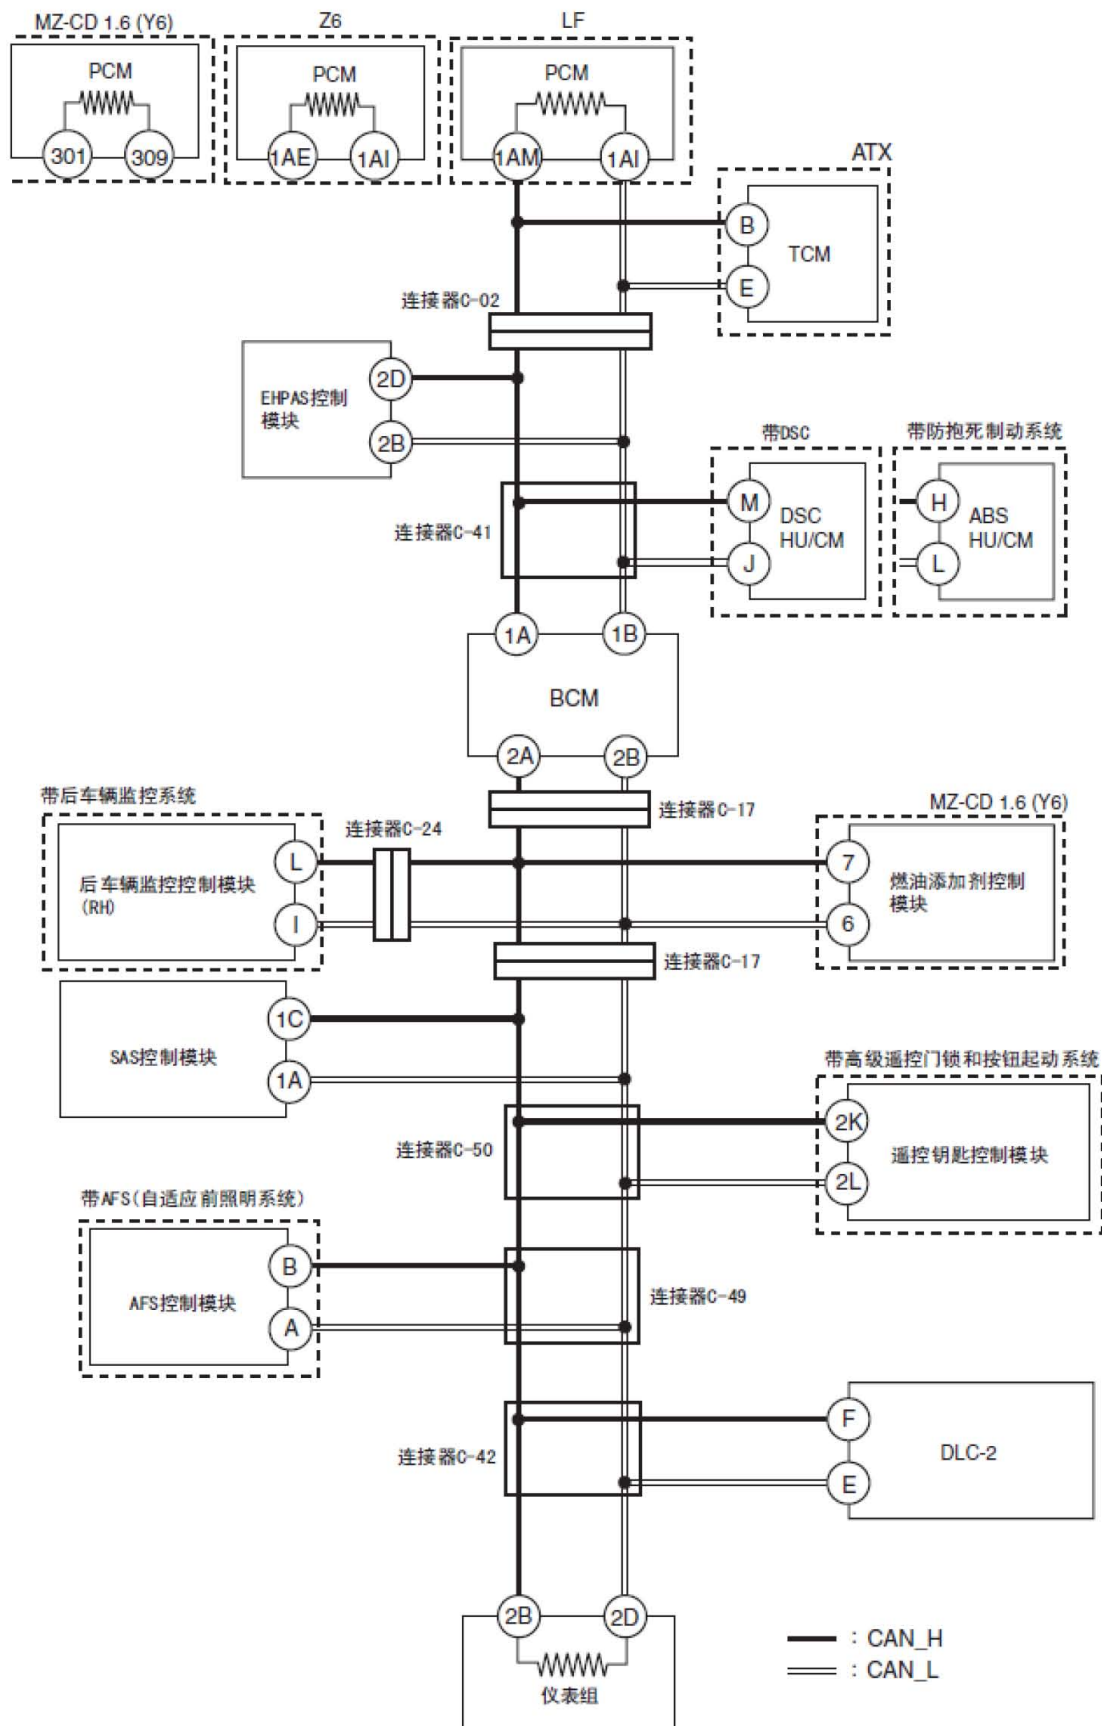 MZ-CD 1.6 (Y6)
Z6
LF
PCM
PCM
PCM
301
309
1AE
1AI
1AM
1AI
ATX
B
TCM
E
连接器C-02
2D
EHPAS控制
模块
2B
带DSC
带防抱死制动系统
M
DSC
HU/CM
J
H
ABS
HU/CM
L
连接器C-41
1A
1B
BCM
2A
2B
带后车辆监控系统
连接器C-24
连接器C-17
MZ-CD 1.6 (Y6)
L
后车辆监控控制模块
(RH)
I
7
燃油添加剂控制
模块
6
连接器C-17
1C
SAS控制模块
1A
带高级遥控门锁和按钮起动系统
连接器C-50
2K
遥控钥匙控制模块
2L
带AFS(自适应前照明系统)
B
AFS控制模块
A
连接器C-49
连接器C-42
F
DLC-2
E
2B
2D
仪表组
: CAN_H
: CAN_L